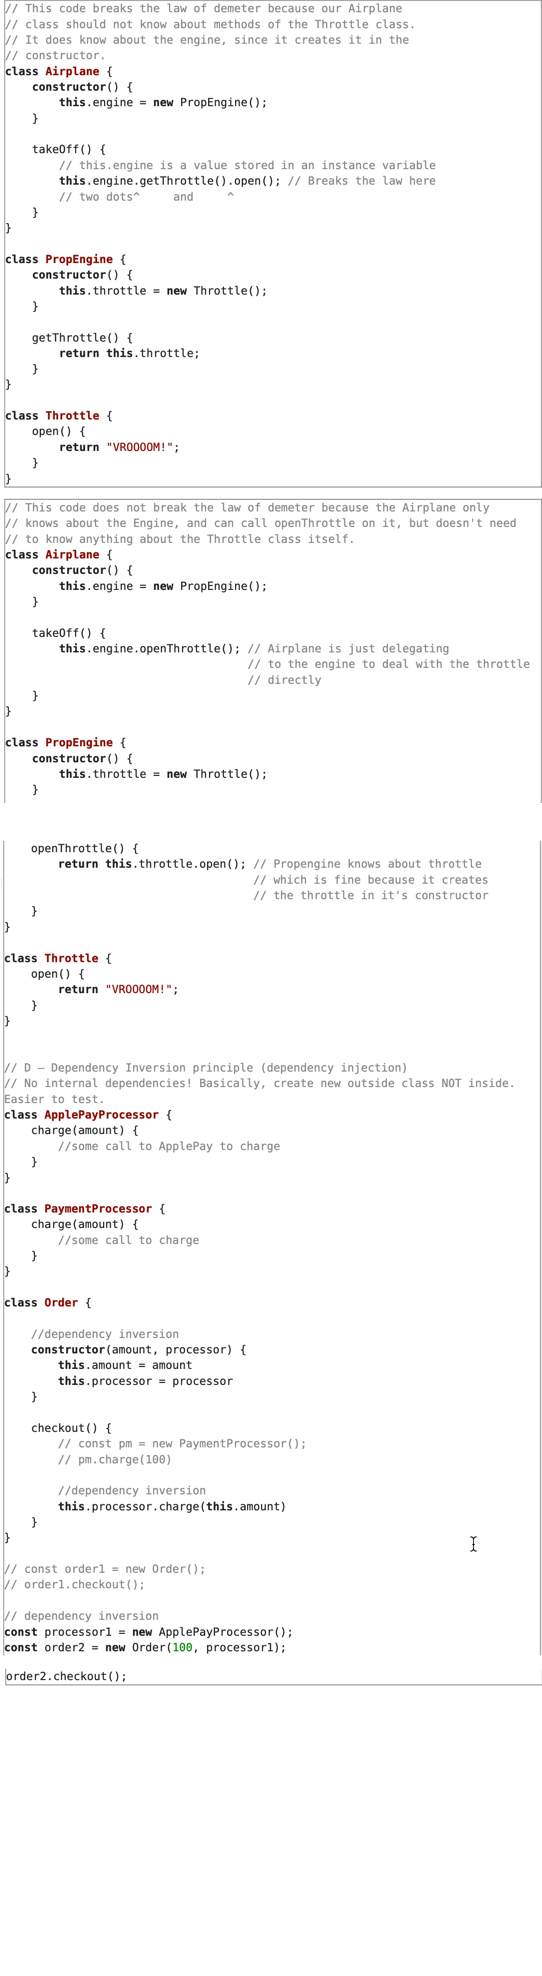 // This code breaks the law of demeter because our Airplane
// class should not know about methods of the Throttle class.
// It does know about the engine, since it creates it in the
// constructor.
class Airplane {
    constructor() {
        this.engine = new PropEngine();
    }

    takeOff() {
        // this.engine is a value stored in an instance variable
        this.engine.getThrottle().open(); // Breaks the law here
        // two dots^     and     ^
    }
}

class PropEngine {
    constructor() {
        this.throttle = new Throttle();
    }

    getThrottle() {
        return this.throttle;
    }
}

class Throttle {
    open() {
        return "VROOOOM!";
    }
}
// This code does not break the law of demeter because the Airplane only
// knows about the Engine, and can call openThrottle on it, but doesn't need
// to know anything about the Throttle class itself.
class Airplane {
    constructor() {
        this.engine = new PropEngine();
    }

    takeOff() {
        this.engine.openThrottle(); // Airplane is just delegating
                                    // to the engine to deal with the throttle
                                    // directly
    }
}

class PropEngine {
    constructor() {
        this.throttle = new Throttle();
    }

    openThrottle() {
        return this.throttle.open(); // Propengine knows about throttle
                                     // which is fine because it creates
                                     // the throttle in it's constructor
    }
}

class Throttle {
    open() {
        return "VROOOOM!";
    }
}


// D – Dependency Inversion principle (dependency injection)
// No internal dependencies! Basically, create new outside class NOT inside.
Easier to test.
class ApplePayProcessor {
    charge(amount) {
        //some call to ApplePay to charge
    }
}

class PaymentProcessor {
    charge(amount) {
        //some call to charge
    }
}

class Order {

    //dependency inversion
    constructor(amount, processor) {
        this.amount = amount
        this.processor = processor
    }

    checkout() {
        // const pm = new PaymentProcessor();
        // pm.charge(100)

        //dependency inversion
        this.processor.charge(this.amount)
    }
}

// const order1 = new Order();
// order1.checkout();

// dependency inversion
const processor1 = new ApplePayProcessor();
const order2 = new Order(100, processor1);
order2.checkout();